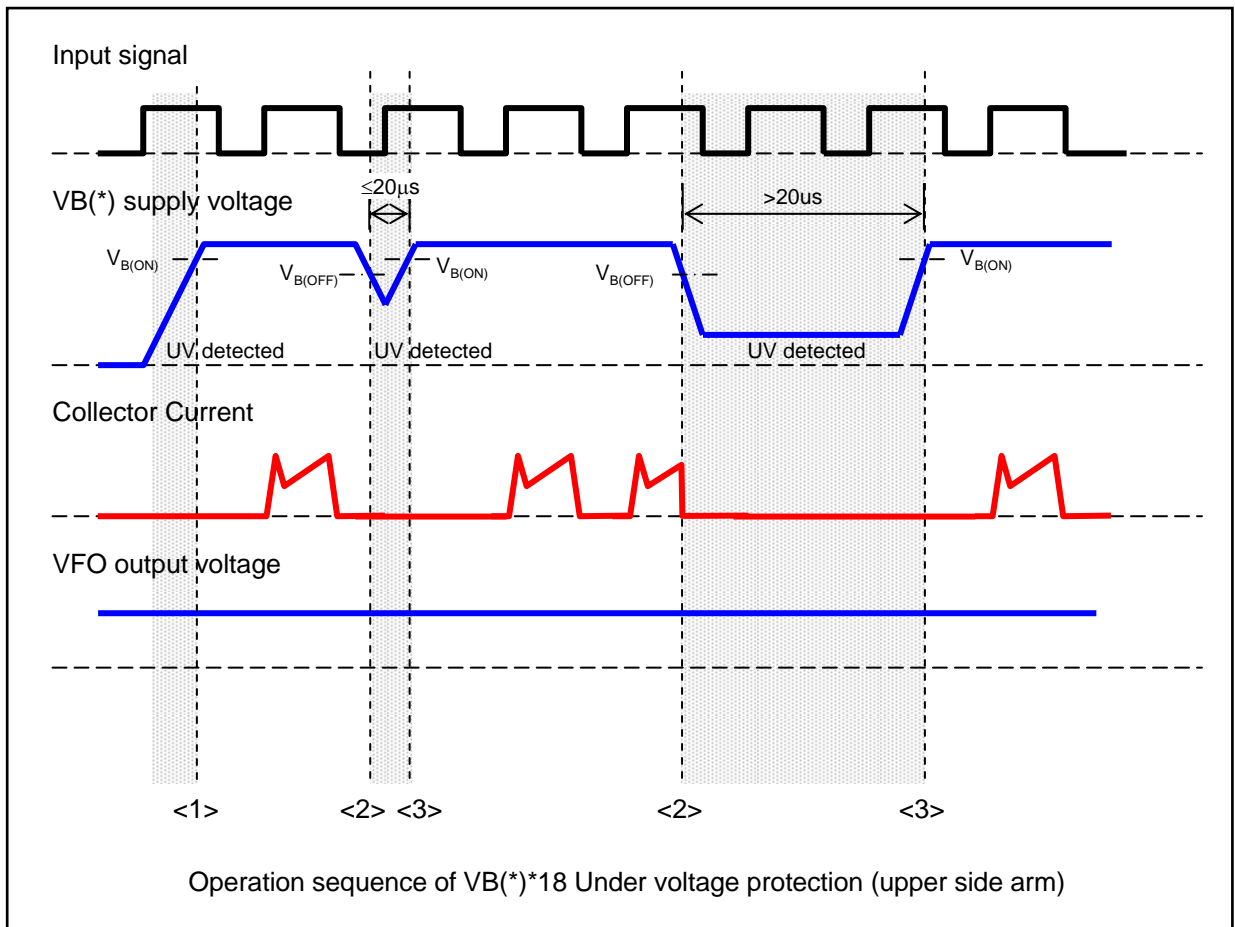 Input signal
≤20μs
>20us
VB(*) supply voltage
VB(ON)
VB(OFF)
VB(ON)
VB(OFF)
VB(ON)
UV detected
UV detected
UV detected
Collector Current
VFO output voltage
<1>
<2>
<3>
<2>
<3>
Operation sequence of VB(*)*18 Under voltage protection (upper side arm)